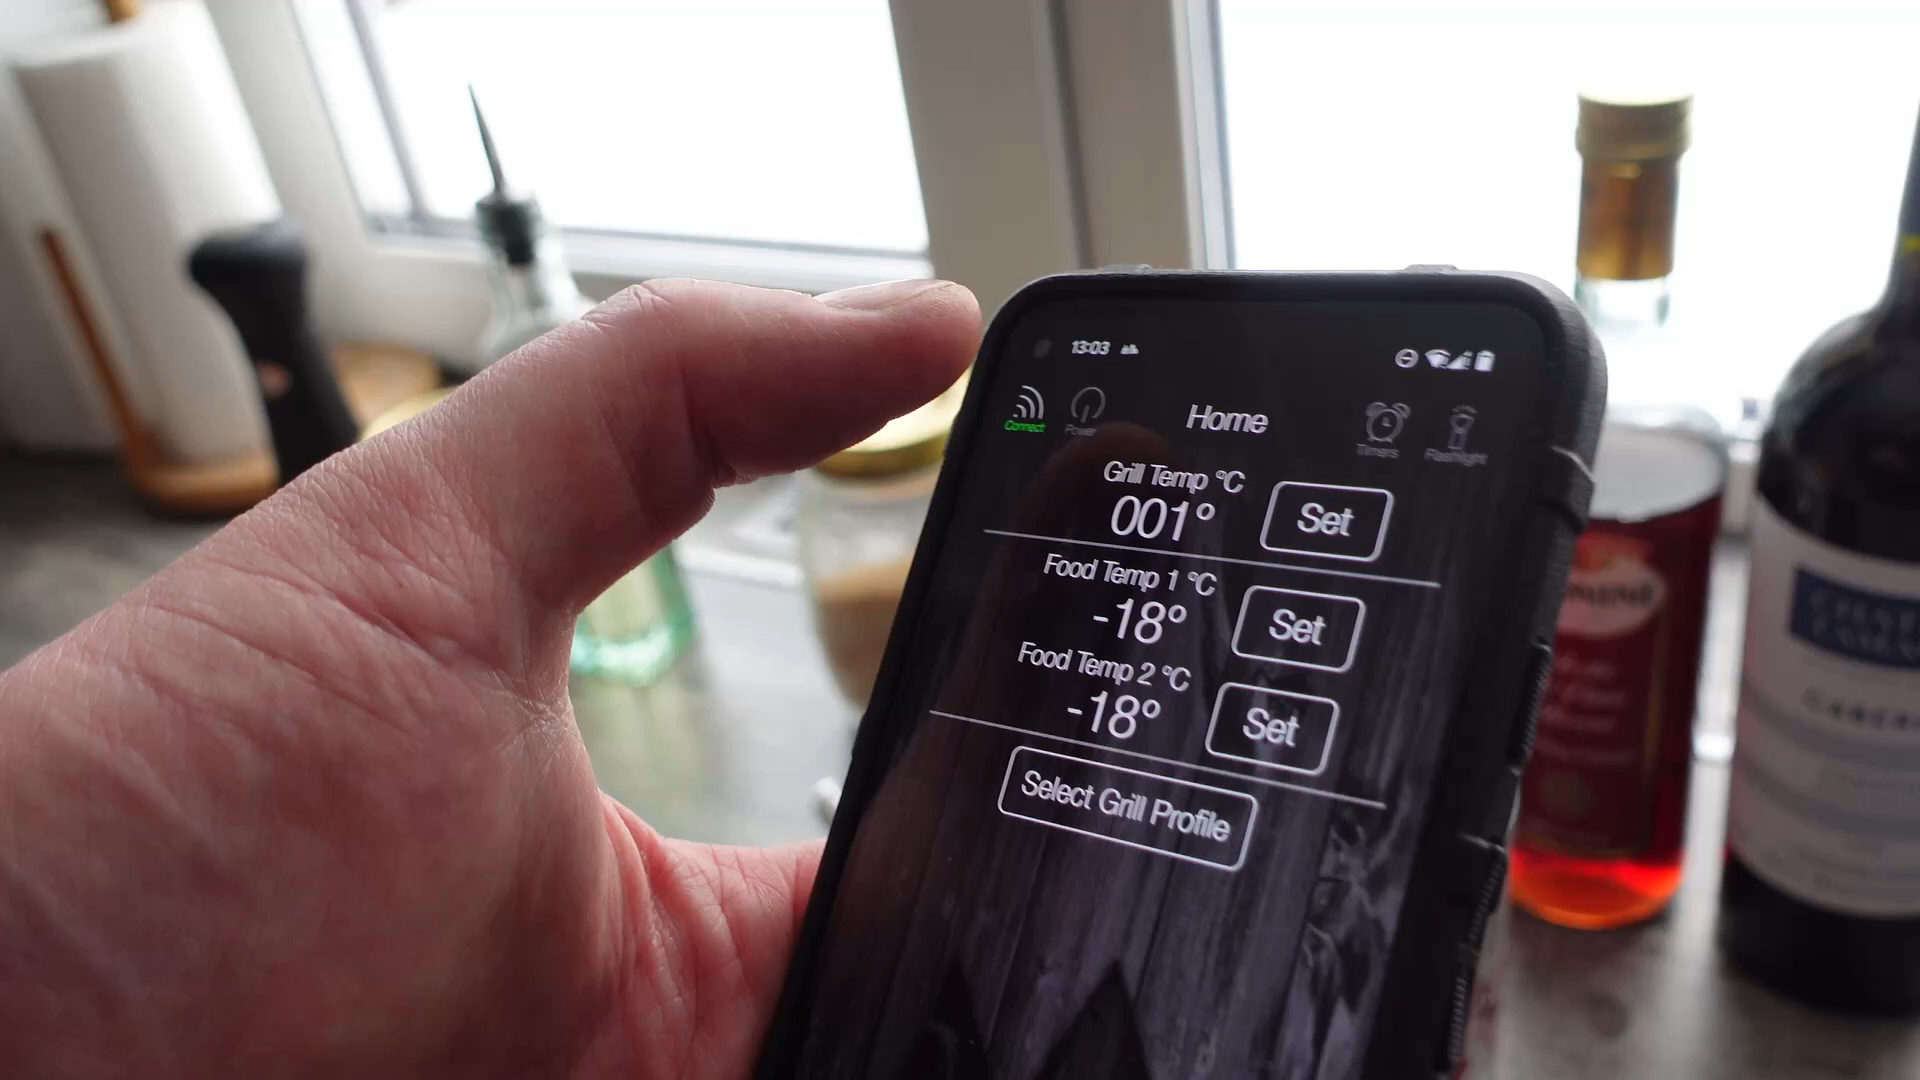 13:03
Connect
Power
Home
Timers
Flashlight
Grill Temp °C
001°
Set
Food Temp 1 °C
-18°
Set
Food Temp 2 °C
-18°
Set
Select Grill Profile